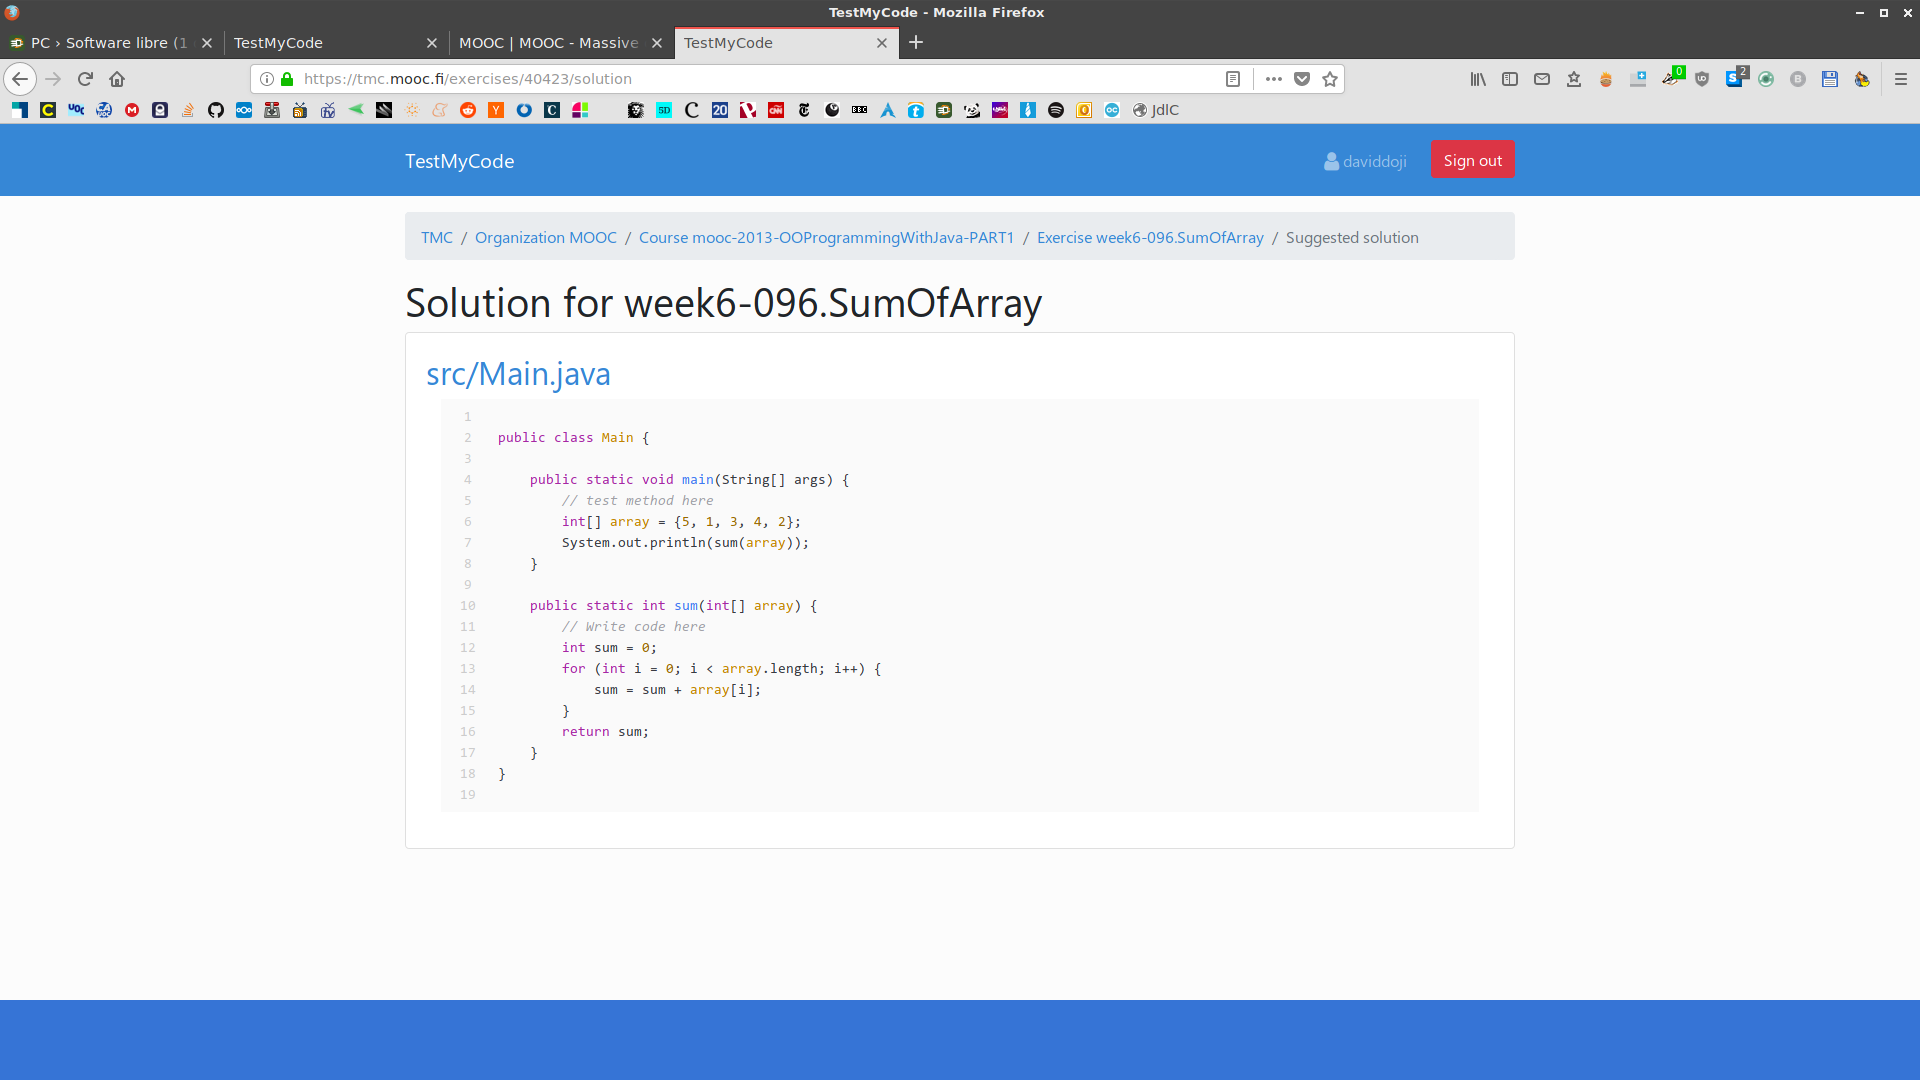 TestMyCode - Mozilla Firefox
PC › Software libre (1
TestMyCode
MOOC | MOOC - Massive
TestMyCode
https://tmc.mooc.fi/exercises/40423/solution
0
2
JdlC
TestMyCode
daviddoji
Sign out
TMC / Organization MOOC / Course mooc-2013-OOProgrammingWithJava-PART1 / Exercise week6-096.SumOfArray / Suggested solution
Solution for week6-096.SumOfArray
src/Main.java
1
2 public class Main {
3
4     public static void main(String[] args) {
5         // test method here
6         int[] array = {5, 1, 3, 4, 2};
7         System.out.println(sum(array));
8     }
9
10     public static int sum(int[] array) {
11         // Write code here
12         int sum = 0;
13         for (int i = 0; i < array.length; i++) {
14             sum = sum + array[i];
15         }
16         return sum;
17     }
18 }
19